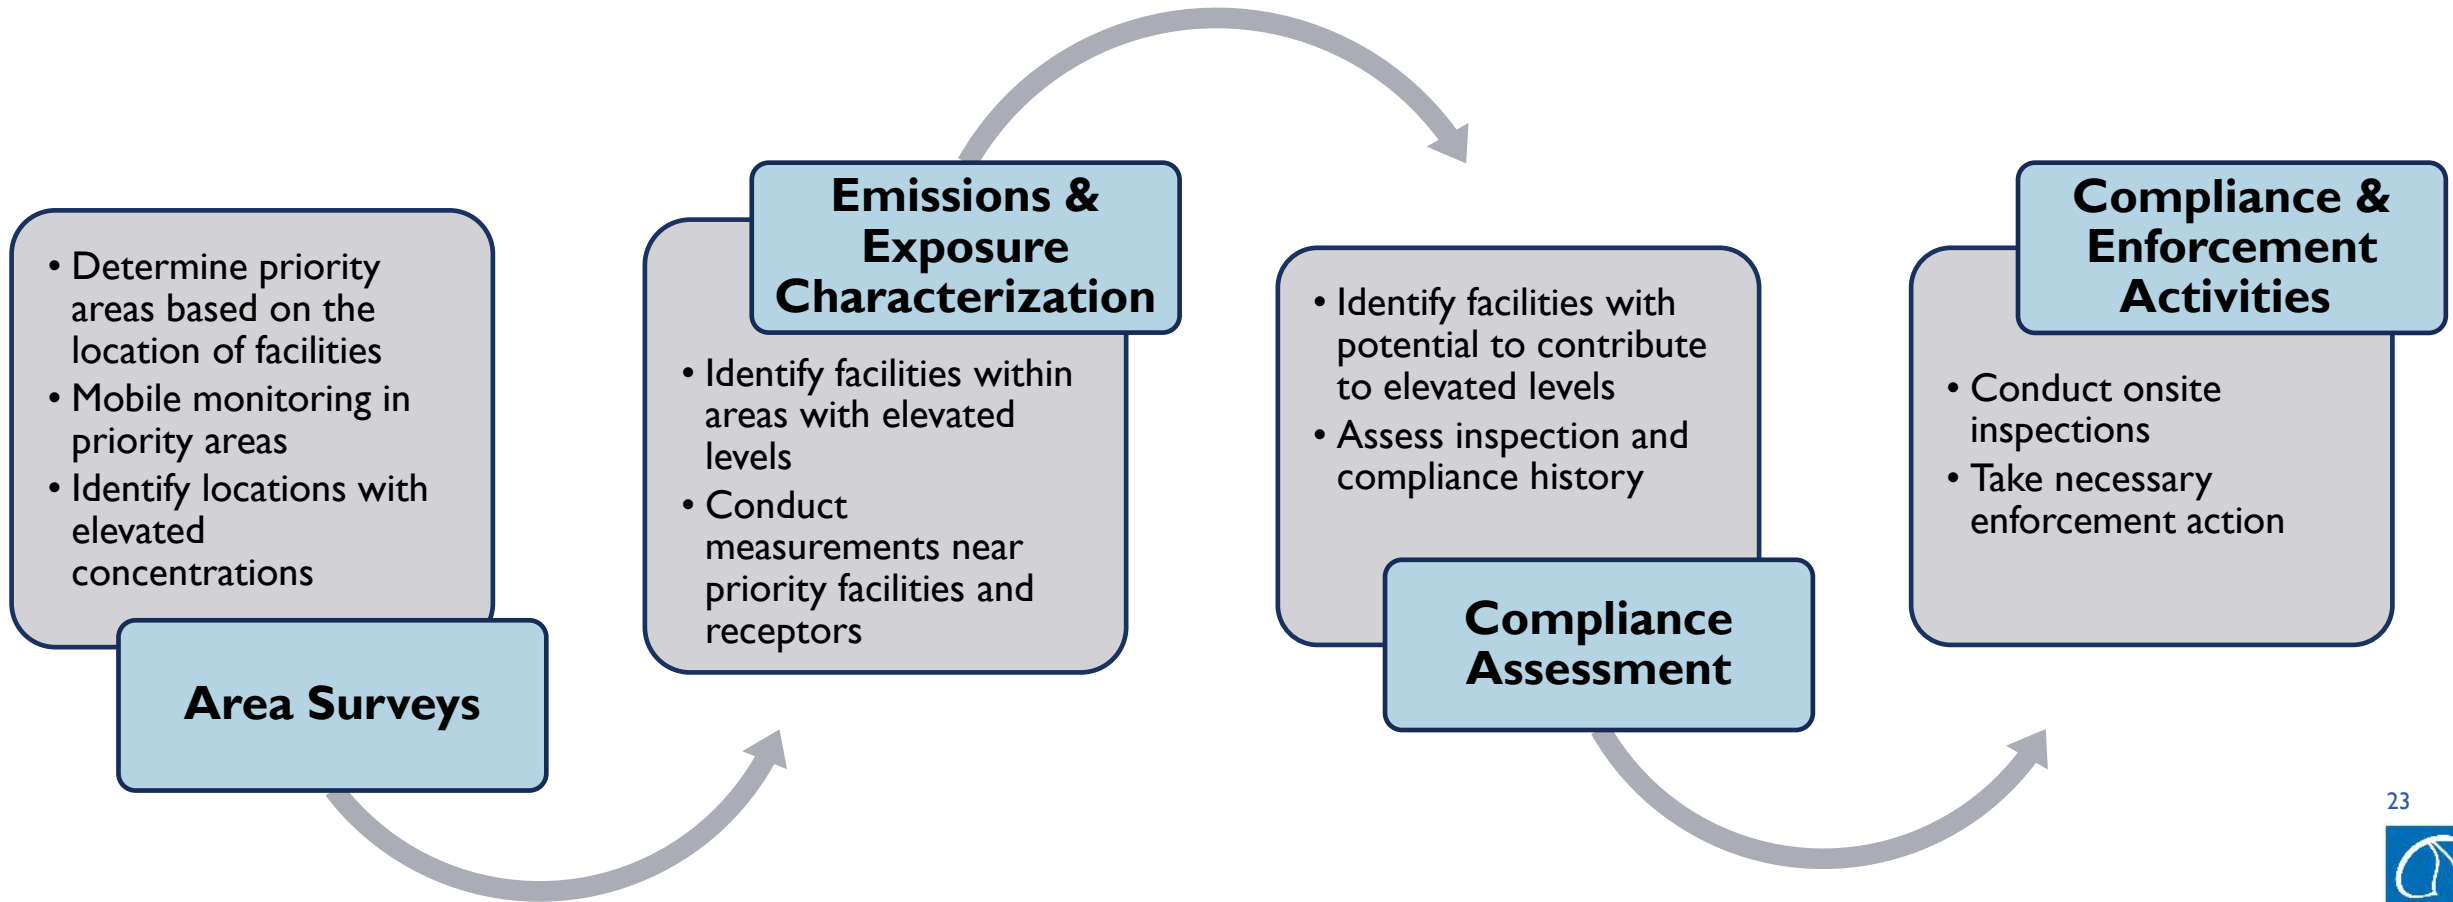 • Determine priority
areas based on the
location of facilities
• Mobile monitoring in
priority areas
• Identify locations with
elevated
concentrations
Area Surveys
Emissions &
Exposure
Characterization
• Identify facilities within
areas with elevated
levels
• Conduct
measurements near
priority facilities and
receptors
• Identify facilities with
potential to contribute
to elevated levels
• Assess inspection and
compliance history
Compliance
Assessment
Compliance &
Enforcement
Activities
• Conduct onsite
inspections
• Take necessary
enforcement action
23